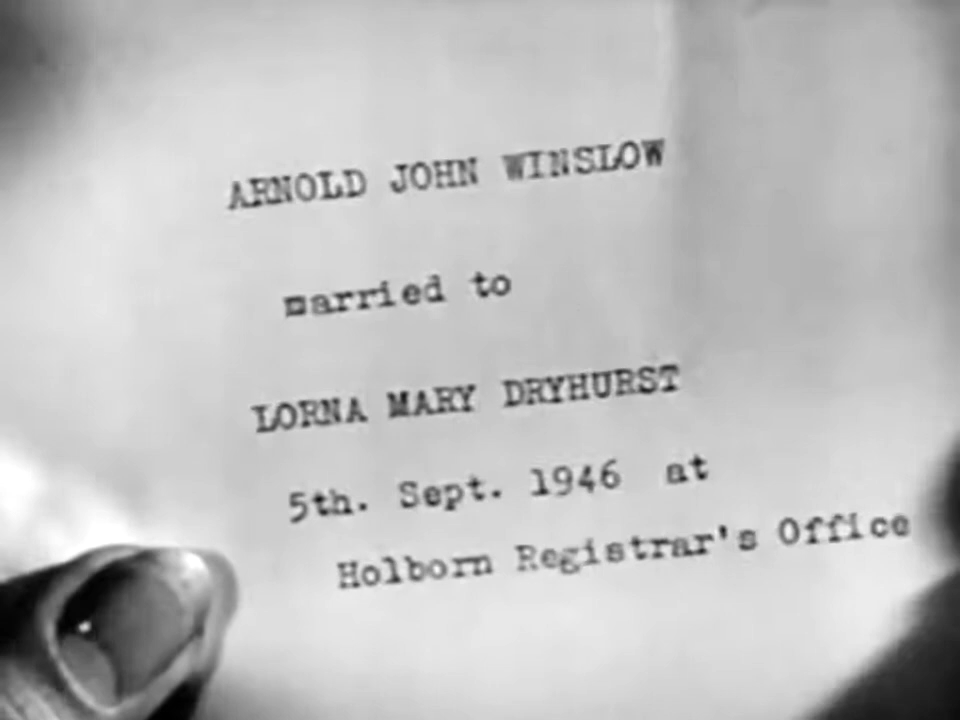 ARNOLD JOHN WINSLOW
married to
LORNA MARY DRYHURST
5th. Sept. 1946 at
Holborn Registrar's Office